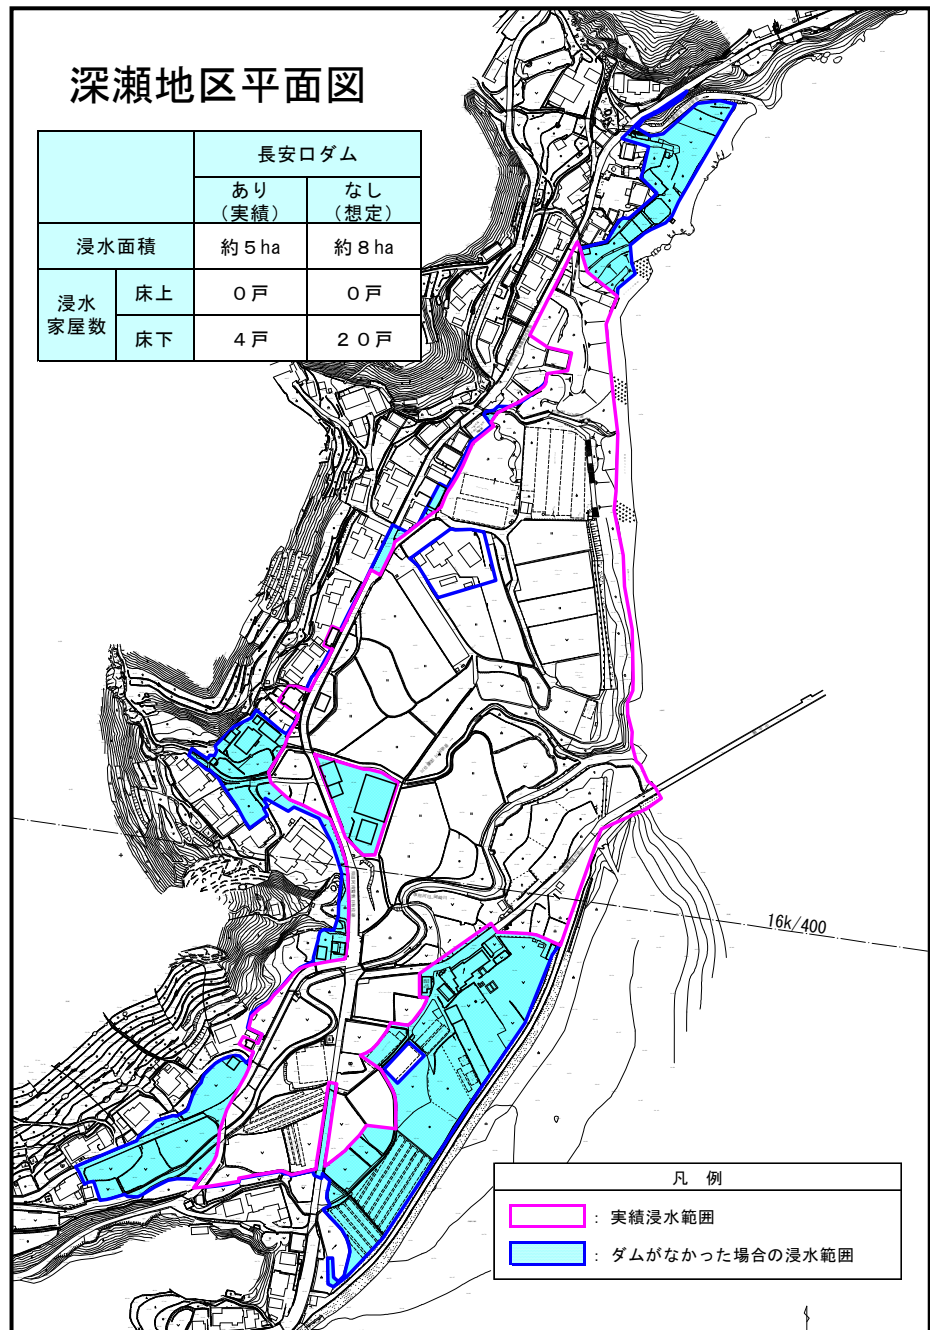 深瀬地区平面図
長安口ダム
あり
（実績）
なし
（想定）
浸水面積
約５ha
約８ha
浸水
家屋数
床上
０戸
０戸
床下
４戸
２０戸
16k/400
凡　例
：実績浸水範囲
：ダムがなかった場合の浸水範囲